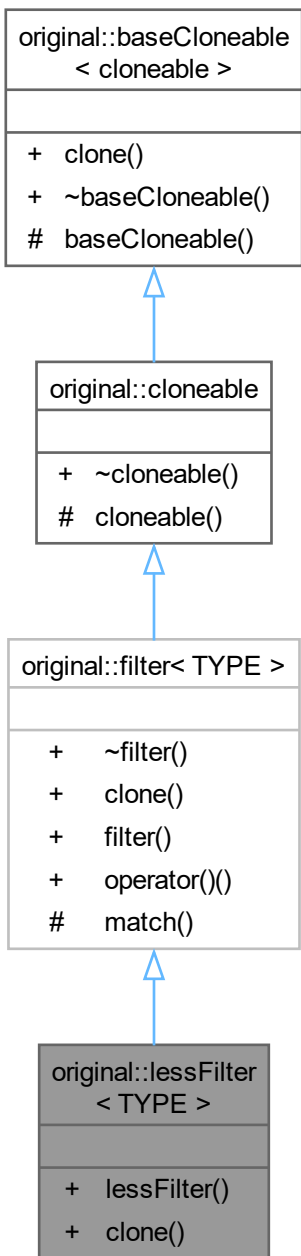 original::baseCloneable
< cloneable >
+ clone()
+ ~baseCloneable()
# baseCloneable()
original::cloneable
+ ~cloneable()
# cloneable()
original::filter< TYPE >
+ ~filter()
+ clone()
+ filter()
+ operator()()
# match()
original::lessFilter
< TYPE >
+ lessFilter()
+ clone()